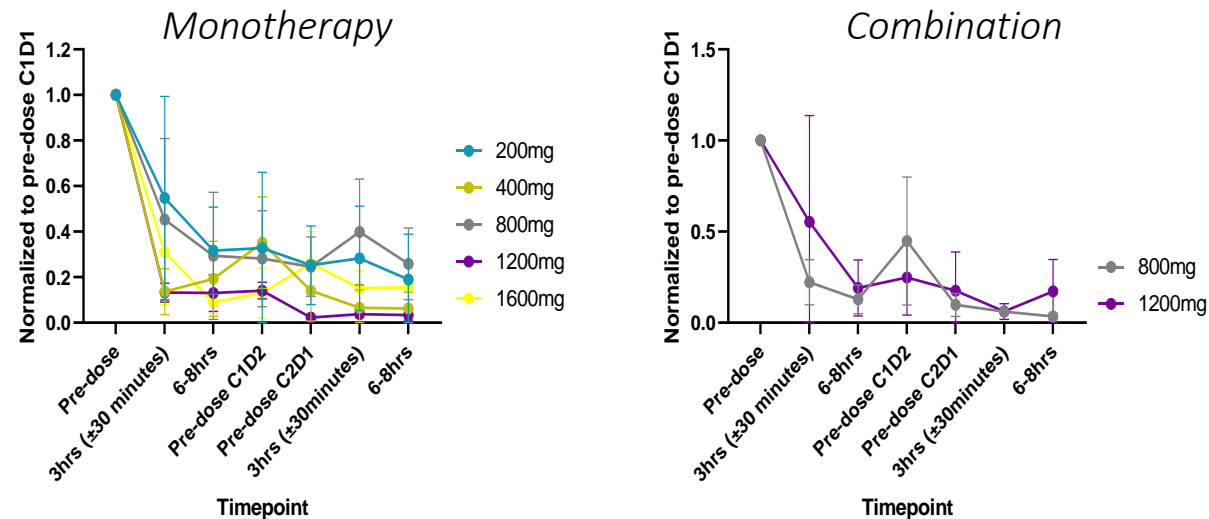 Monotherapy
Normalized to pre-dose C1D1
1.2
1.0
0.8
0.6
0.4
0.2
0.0
Pre-dose
3hrs (±30 minutes)
6-8hrs
Pre-dose C1D2
Pre-dose C2D1
3hrs (±30minutes)
6-8hrs
Timepoint
200mg
400mg
800mg
1200mg
1600mg
Combination
Normalized to pre-dose C1D1
1.5
1.0
0.5
0.0
Pre-dose
3hrs (±30 minutes)
6-8hrs
Pre-dose C1D2
Pre-dose C2D1
3hrs (±30minutes)
6-8hrs
Timepoint
800mg
1200mg